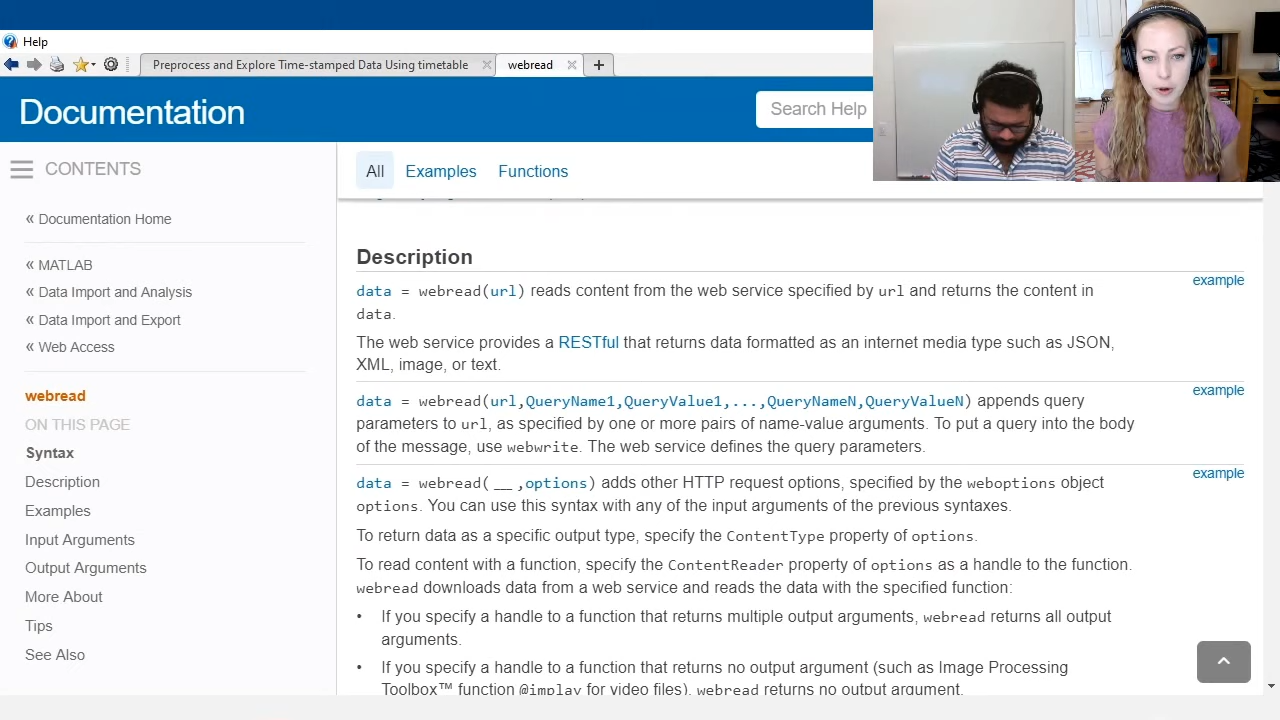 Help
Preprocess and Explore Time-stamped Data Using timetable
webread
Documentation
Search Help
CONTENTS
All
Examples
Functions
« Documentation Home
« MATLAB
« Data Import and Analysis
« Data Import and Export
« Web Access
webread
ON THIS PAGE
Syntax
Description
Examples
Input Arguments
Output Arguments
More About
Tips
See Also
Description
example
data = webread(url) reads content from the web service specified by url and returns the content in
data.
The web service provides a RESTful that returns data formatted as an internet media type such as JSON,
XML, image, or text.
example
data = webread(url,QueryName1,QueryValue1,...,QueryNameN,QueryValueN) appends query
parameters to url, as specified by one or more pairs of name-value arguments. To put a query into the body
of the message, use webwrite. The web service defines the query parameters.
example
data = webread(__,options) adds other HTTP request options, specified by the weboptions object
options. You can use this syntax with any of the input arguments of the previous syntaxes.
To return data as a specific output type, specify the ContentType property of options.
To read content with a function, specify the ContentReader property of options as a handle to the function.
webread downloads data from a web service and reads the data with the specified function:
• If you specify a handle to a function that returns multiple output arguments, webread returns all output
arguments.
• If you specify a handle to a function that returns no output argument (such as Image Processing
Toolbox™ function @implay for video files), webread returns no output argument.